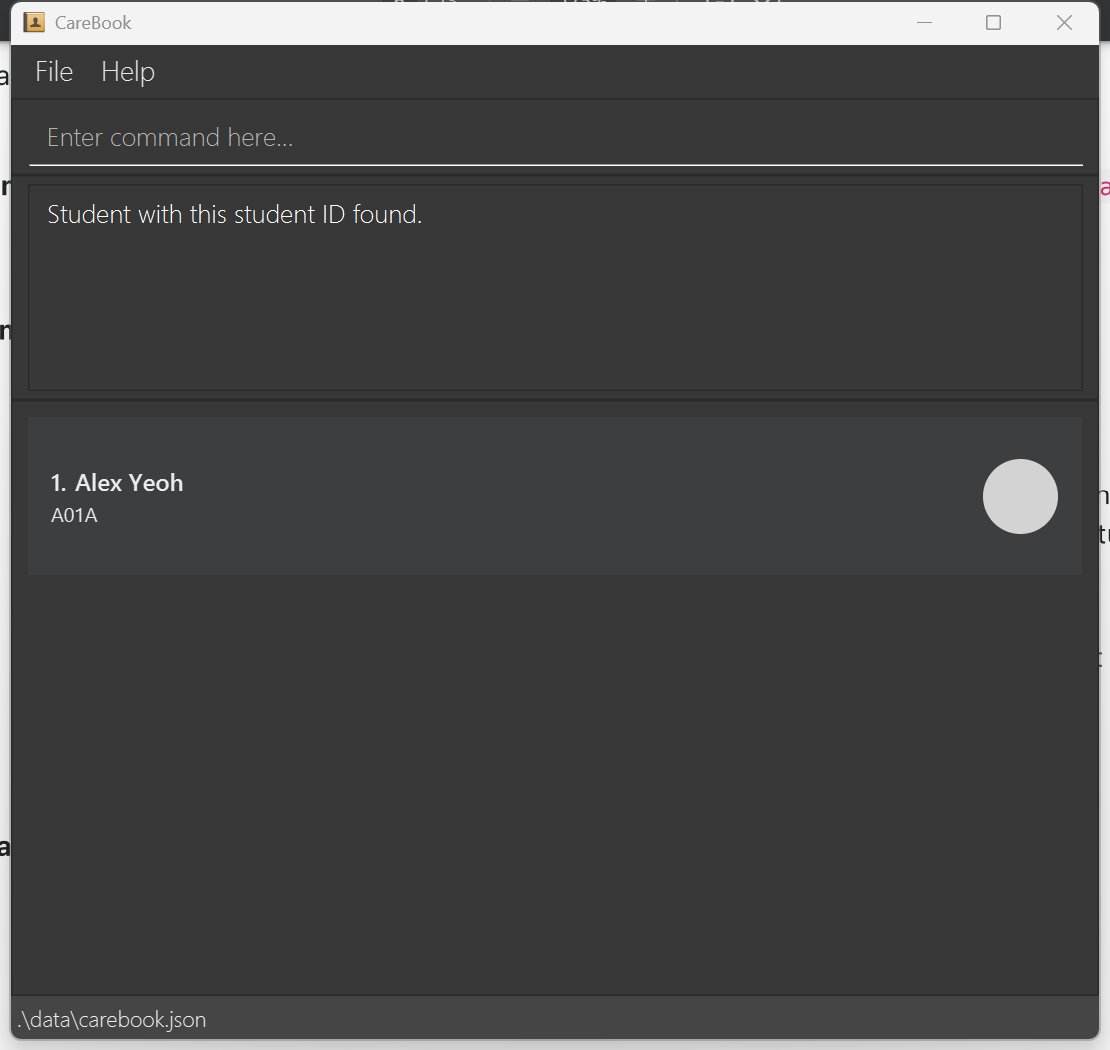 CareBook
File Help
Enter command here...
Student with this student ID found.
1. Alex Yeoh
A01A
.\data\carebook.json